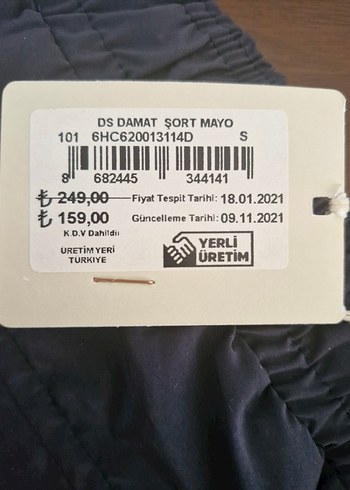 DS DAMAT ŞORT MAYO
101 6HC620013114D S
8 682445 344141
₺ 249,00 Fiyat Tespit Tarihi: 18.01.2021
₺ 159,00 Güncelleme Tarihi: 09.11.2021
K.D.V Dahildir
ÜRETİM YERİ
TÜRKİYE
YERLİ
ÜRETİM